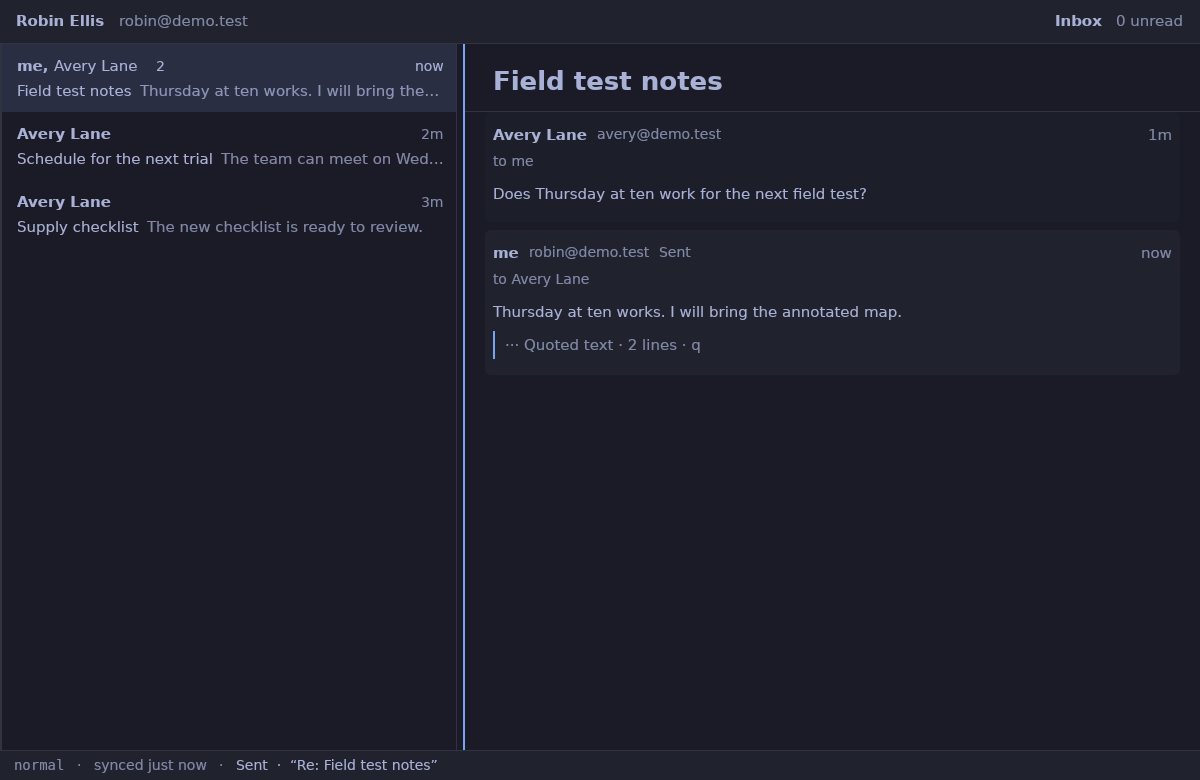 Robin Ellis robin@demo.test Inbox 0 unread
me, Avery Lane 2 now
Field test notes Thursday at ten works. I will bring the…
Avery Lane 2m
Schedule for the next trial The team can meet on Wed…
Avery Lane 3m
Supply checklist The new checklist is ready to review.
Field test notes
Avery Lane avery@demo.test 1m
to me
Does Thursday at ten work for the next field test?
me robin@demo.test Sent now
to Avery Lane
Thursday at ten works. I will bring the annotated map.
··· Quoted text · 2 lines · q
normal · synced just now · Sent · “Re: Field test notes”